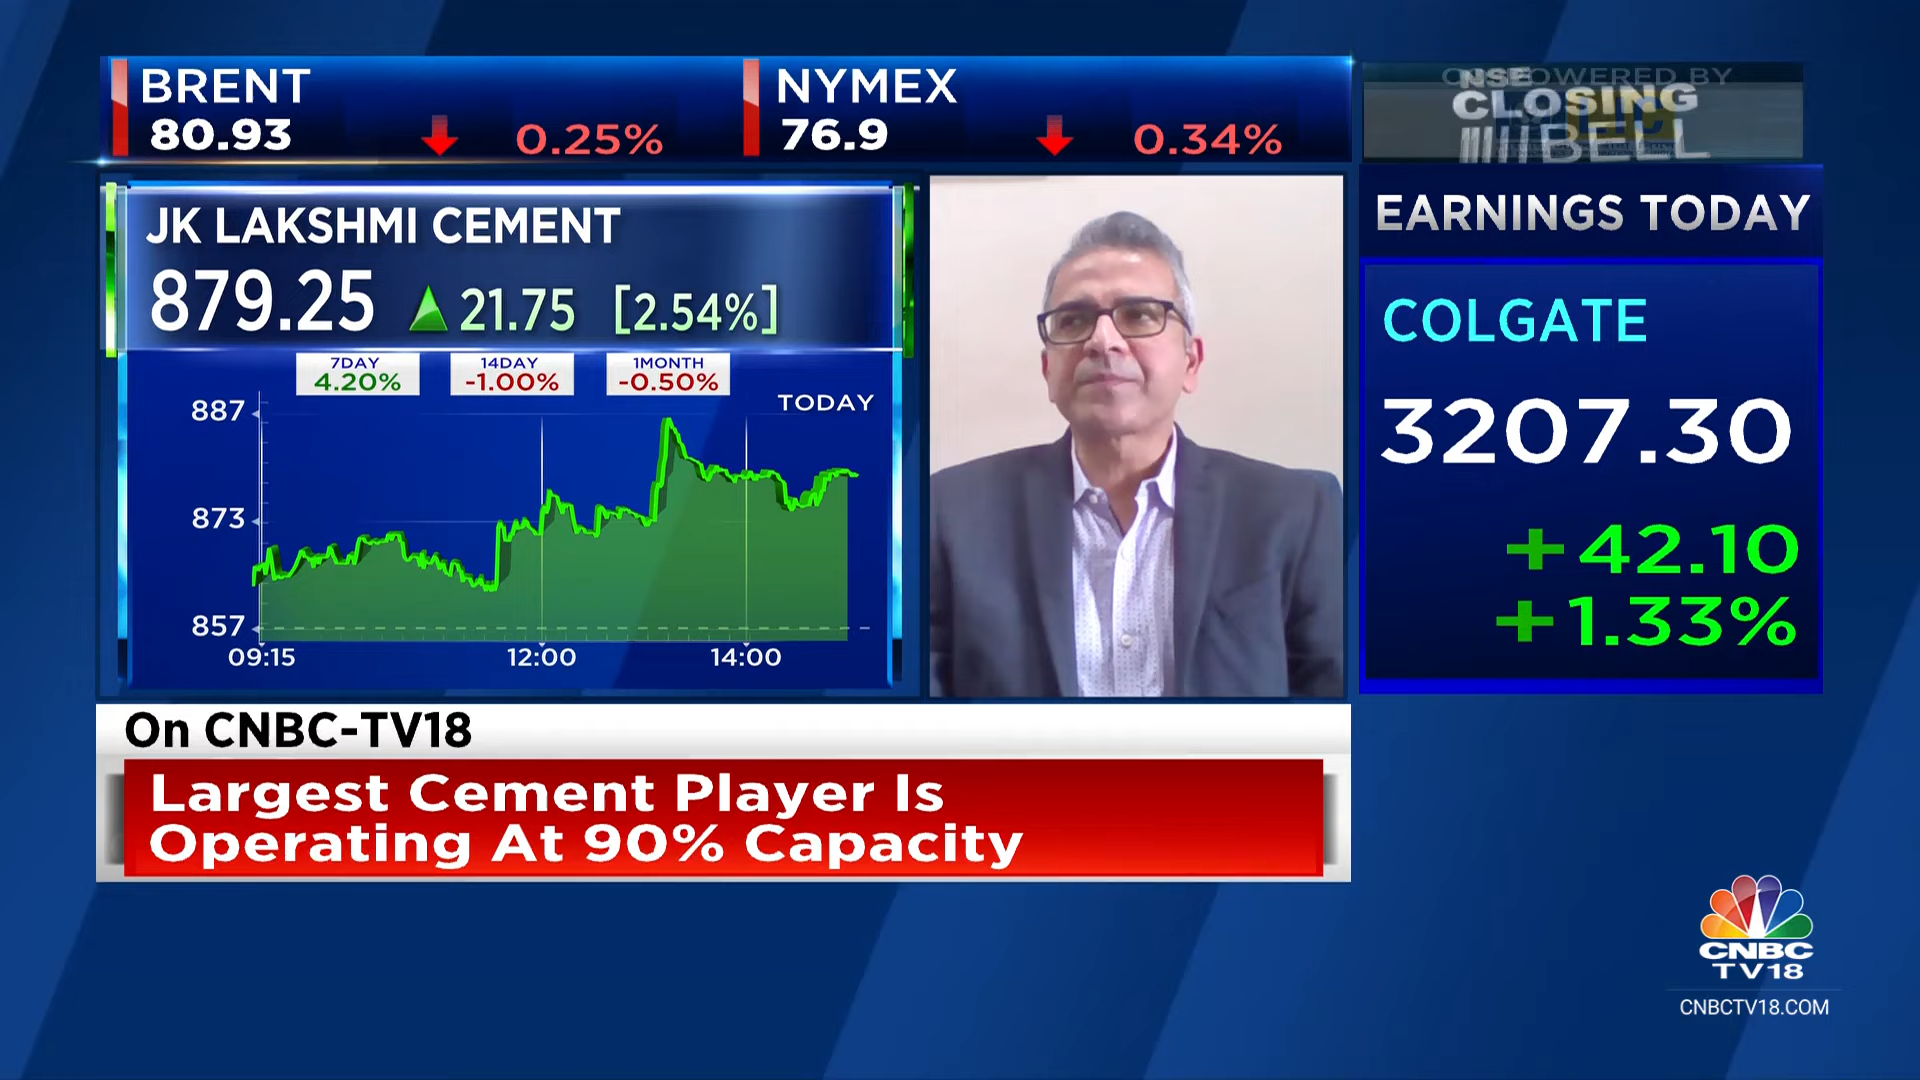 BRENT
80.93 0.25%
NYMEX
76.9 0.34%
NSE
POWERED BY
CLOSING
BELL
JK LAKSHMI CEMENT
879.25 21.75 [2.54%]
7DAY
4.20%
14DAY
-1.00%
1MONTH
-0.50%
TODAY
887
873
857
09:15 12:00 14:00
EARNINGS TODAY
COLGATE
3207.30
+42.10
+1.33%
On CNBC-TV18
Largest Cement Player Is
Operating At 90% Capacity
CNBC
TV18
CNBCTV18.COM